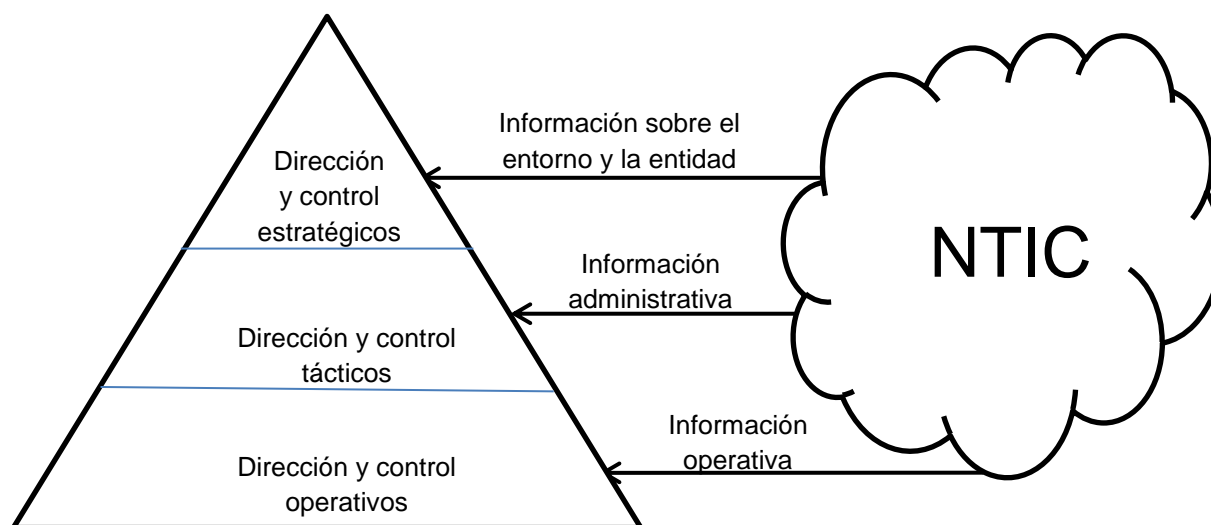 Información sobre el
entorno y la entidad
Dirección
y control
estratégicos
NTIC
Información
administrativa
Dirección y control
tácticos
Información
operativa
Dirección y control
operativos